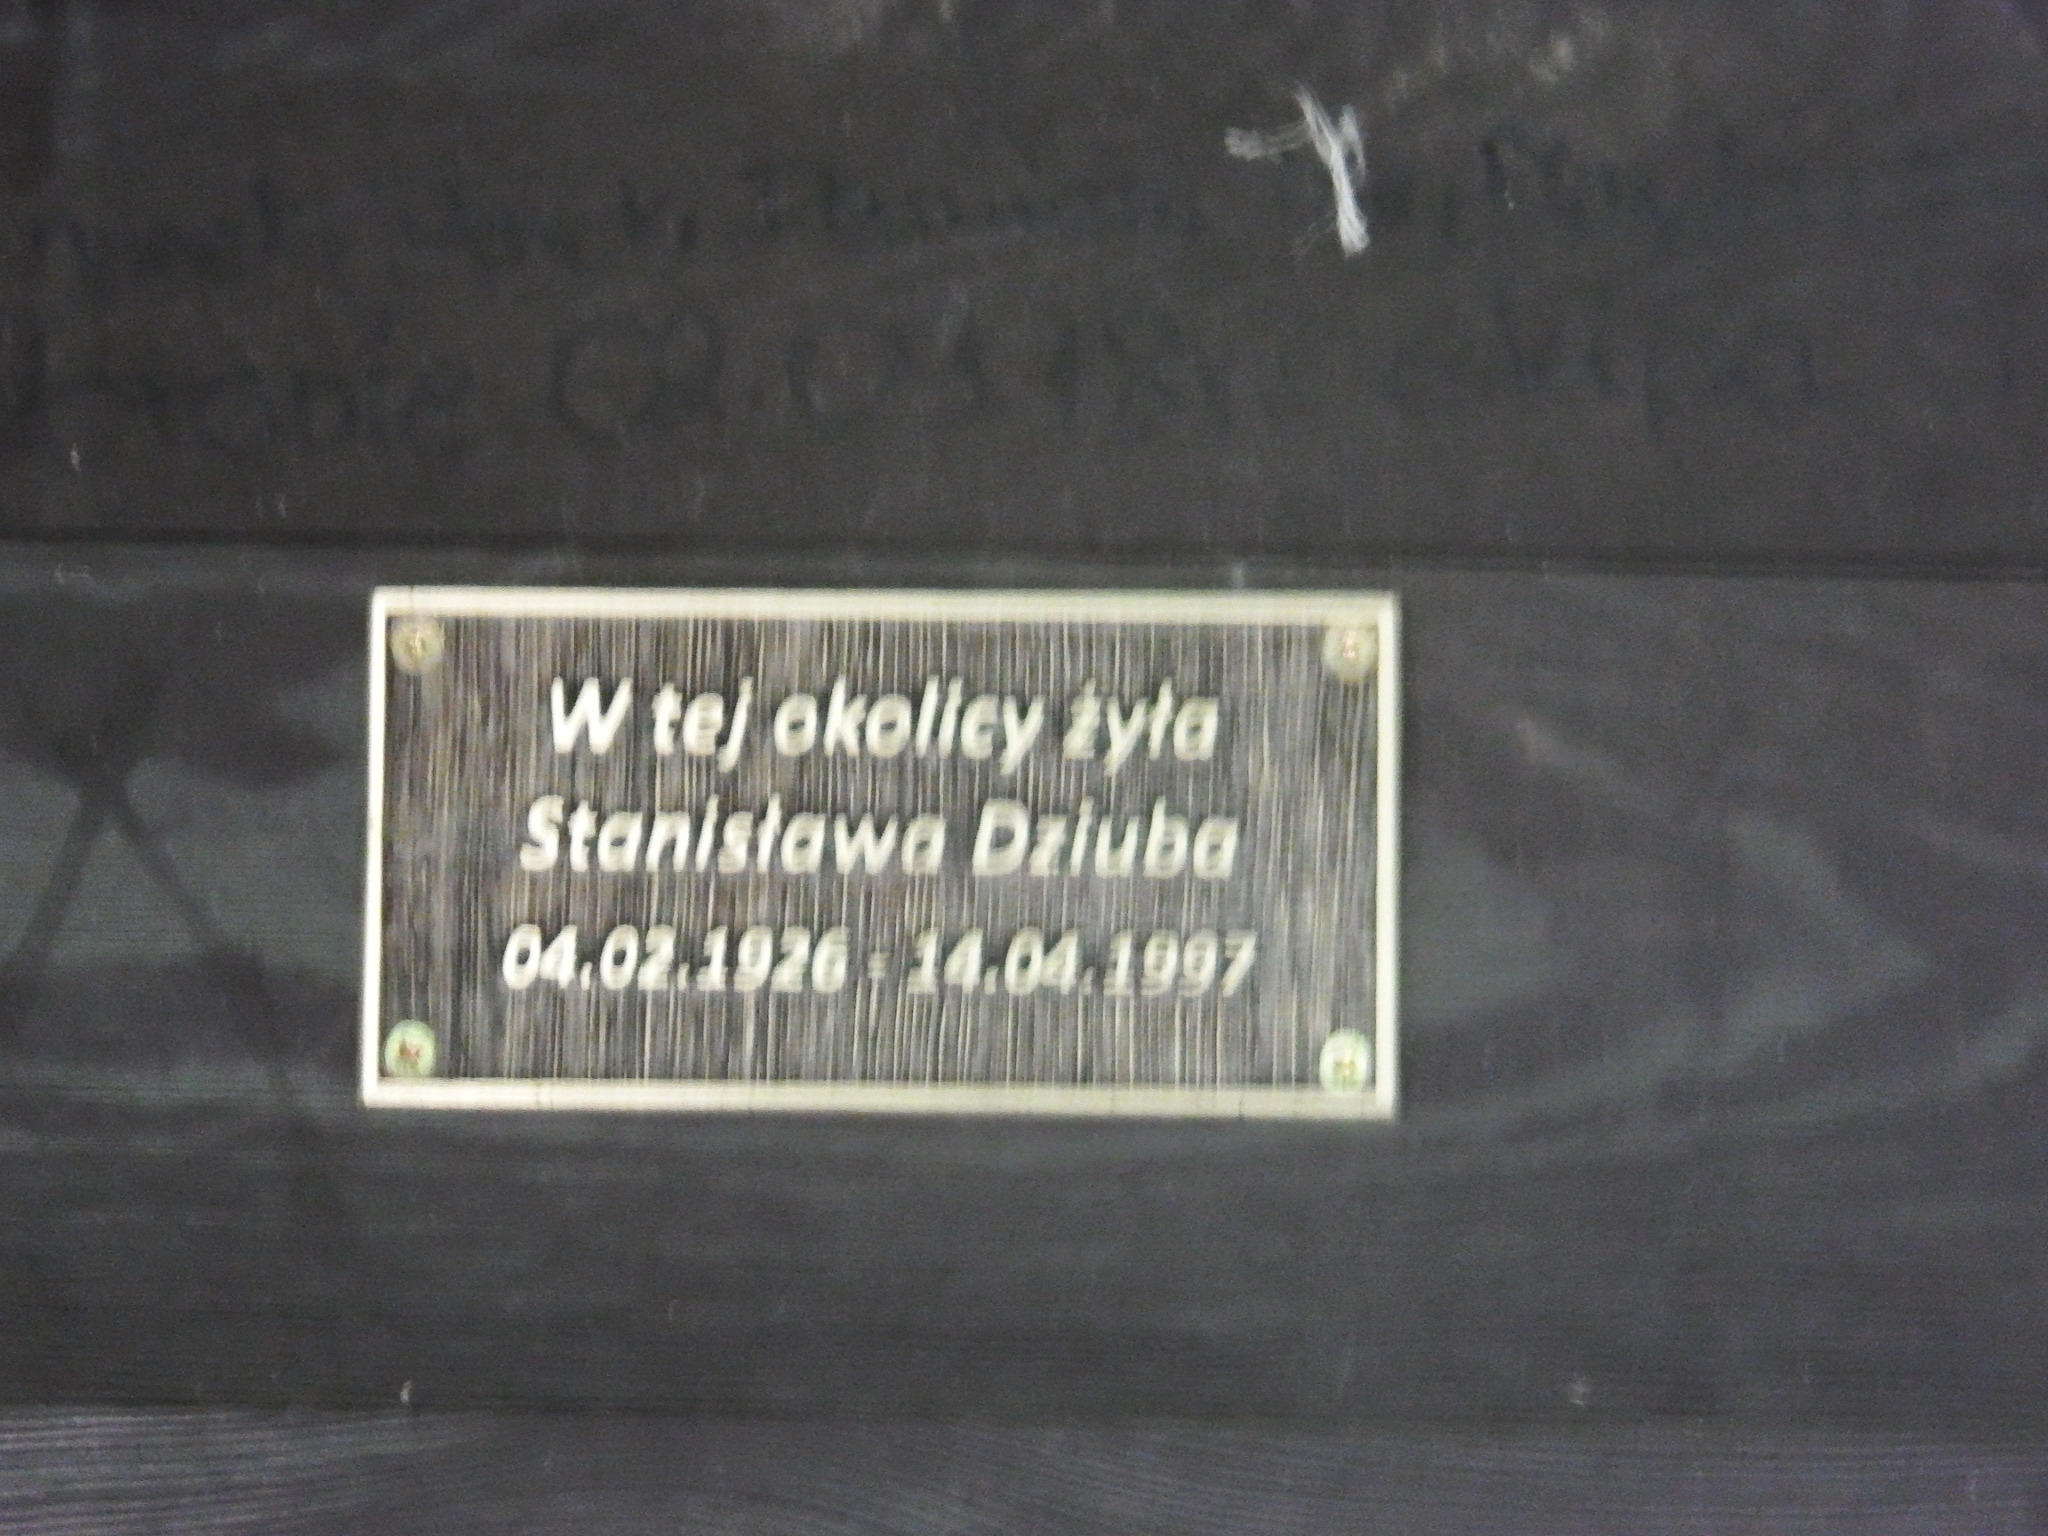 W tej okolicy żyła
Stanisława Dziuba
04.02.1926 - 14.04.1997